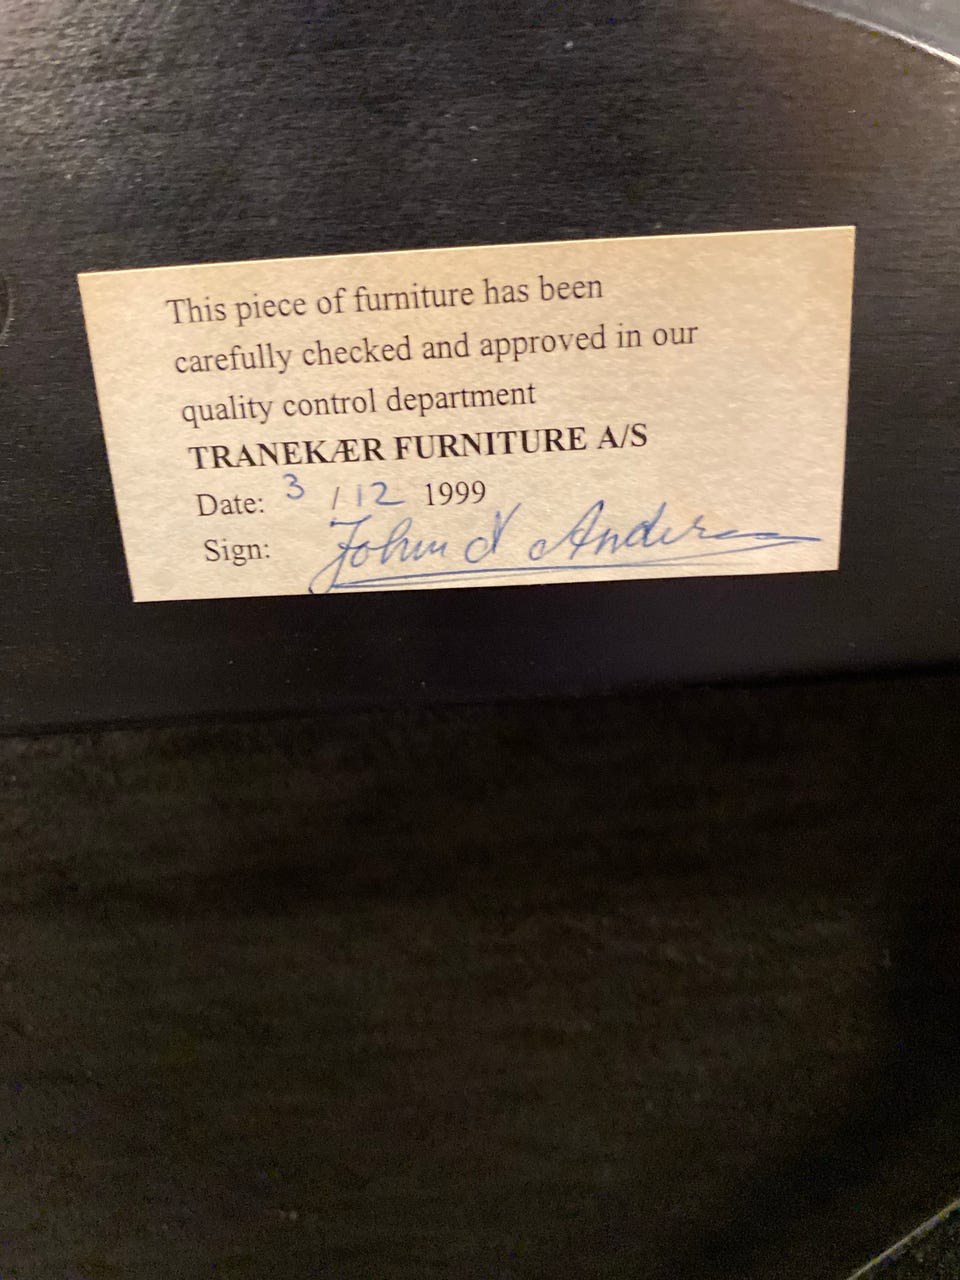 This piece of furniture has been
carefully checked and approved in our
quality control department
TRANEKÆR FURNITURE A/S
Date: 3 / 12 1999
Sign: John